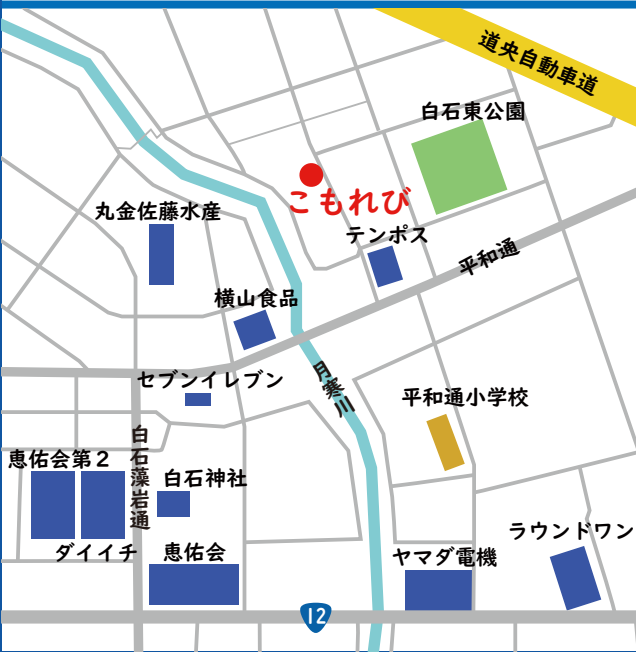 道央自動車道
白石東公園
こもれび
丸金佐藤水産
テンポス
平和通
横山食品
セブンイレブン
月寒川
平和通小学校
白石藻岩通
恵佑会第2
白石神社
ラウンドワン
ダイイチ
恵佑会
ヤマダ電機
12